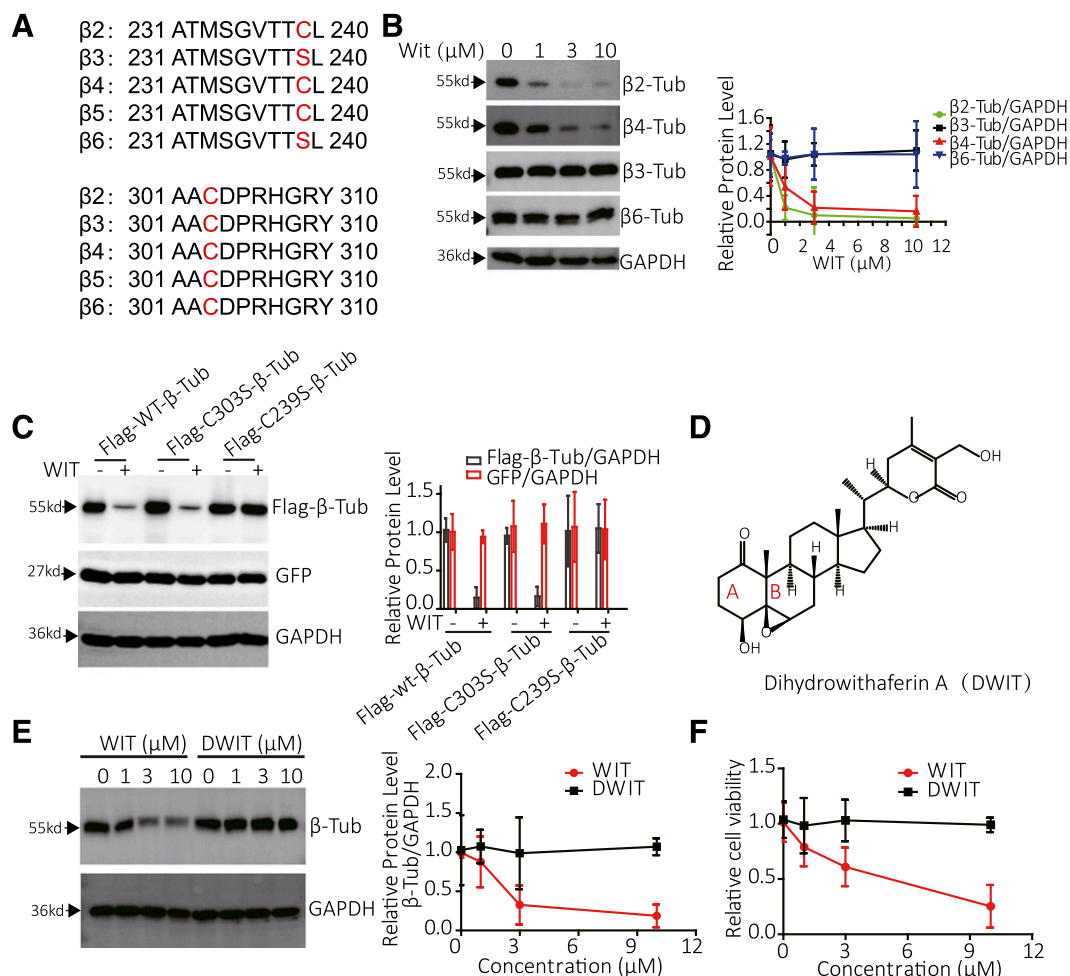 A
β2: 231 ATMSGVTTCL 240
β3: 231 ATMSGVTTSL 240
β4: 231 ATMSGVTTCL 240
β5: 231 ATMSGVTTCL 240
β6: 231 ATMSGVTTSL 240
β2: 301 AACDPRHGRY 310
β3: 301 AACDPRHGRY 310
β4: 301 AACDPRHGRY 310
β5: 301 AACDPRHGRY 310
β6: 301 AACDPRHGRY 310
B
Wit (μM) 0 1 3 10
55kd β2-Tub
55kd β4-Tub
55kd β3-Tub
55kd β6-Tub
36kd GAPDH
Relative Protein Level
1.6
1.2
0.8
0.4
0.0
0 2 4 6 8 10 12
WIT (μM)
β2-Tub/GAPDH
β3-Tub/GAPDH
β4-Tub/GAPDH
β6-Tub/GAPDH
C
Flag-WT-β-Tub
Flag-C303S-β-Tub
Flag-C239S-β-Tub
WIT - + - + - +
55kd Flag-β-Tub
27kd GFP
36kd GAPDH
Flag-β-Tub/GAPDH
GFP/GAPDH
Relative Protein Level
1.5
1.0
0.5
0.0
WIT - + - + - +
Flag-wt-β-Tub
Flag-C303S-β-Tub
Flag-C239S-β-Tub
D
H
OH
O
O
H
O
H
A B
H
H
O
OH
Dihydrowithaferin A (DWIT)
E
WIT (μM) DWIT (μM)
0 1 3 10 0 1 3 10
55kd β-Tub
36kd GAPDH
Relative Protein Level
β-Tub/GAPDH
2.0
1.5
1.0
0.5
0.0
0 3 6 9 12
Concentration (μM)
WIT
DWIT
F
Relative cell viability
1.5
1.0
0.5
0.0
0 3 6 9 12
Concentration (μM)
WIT
DWIT